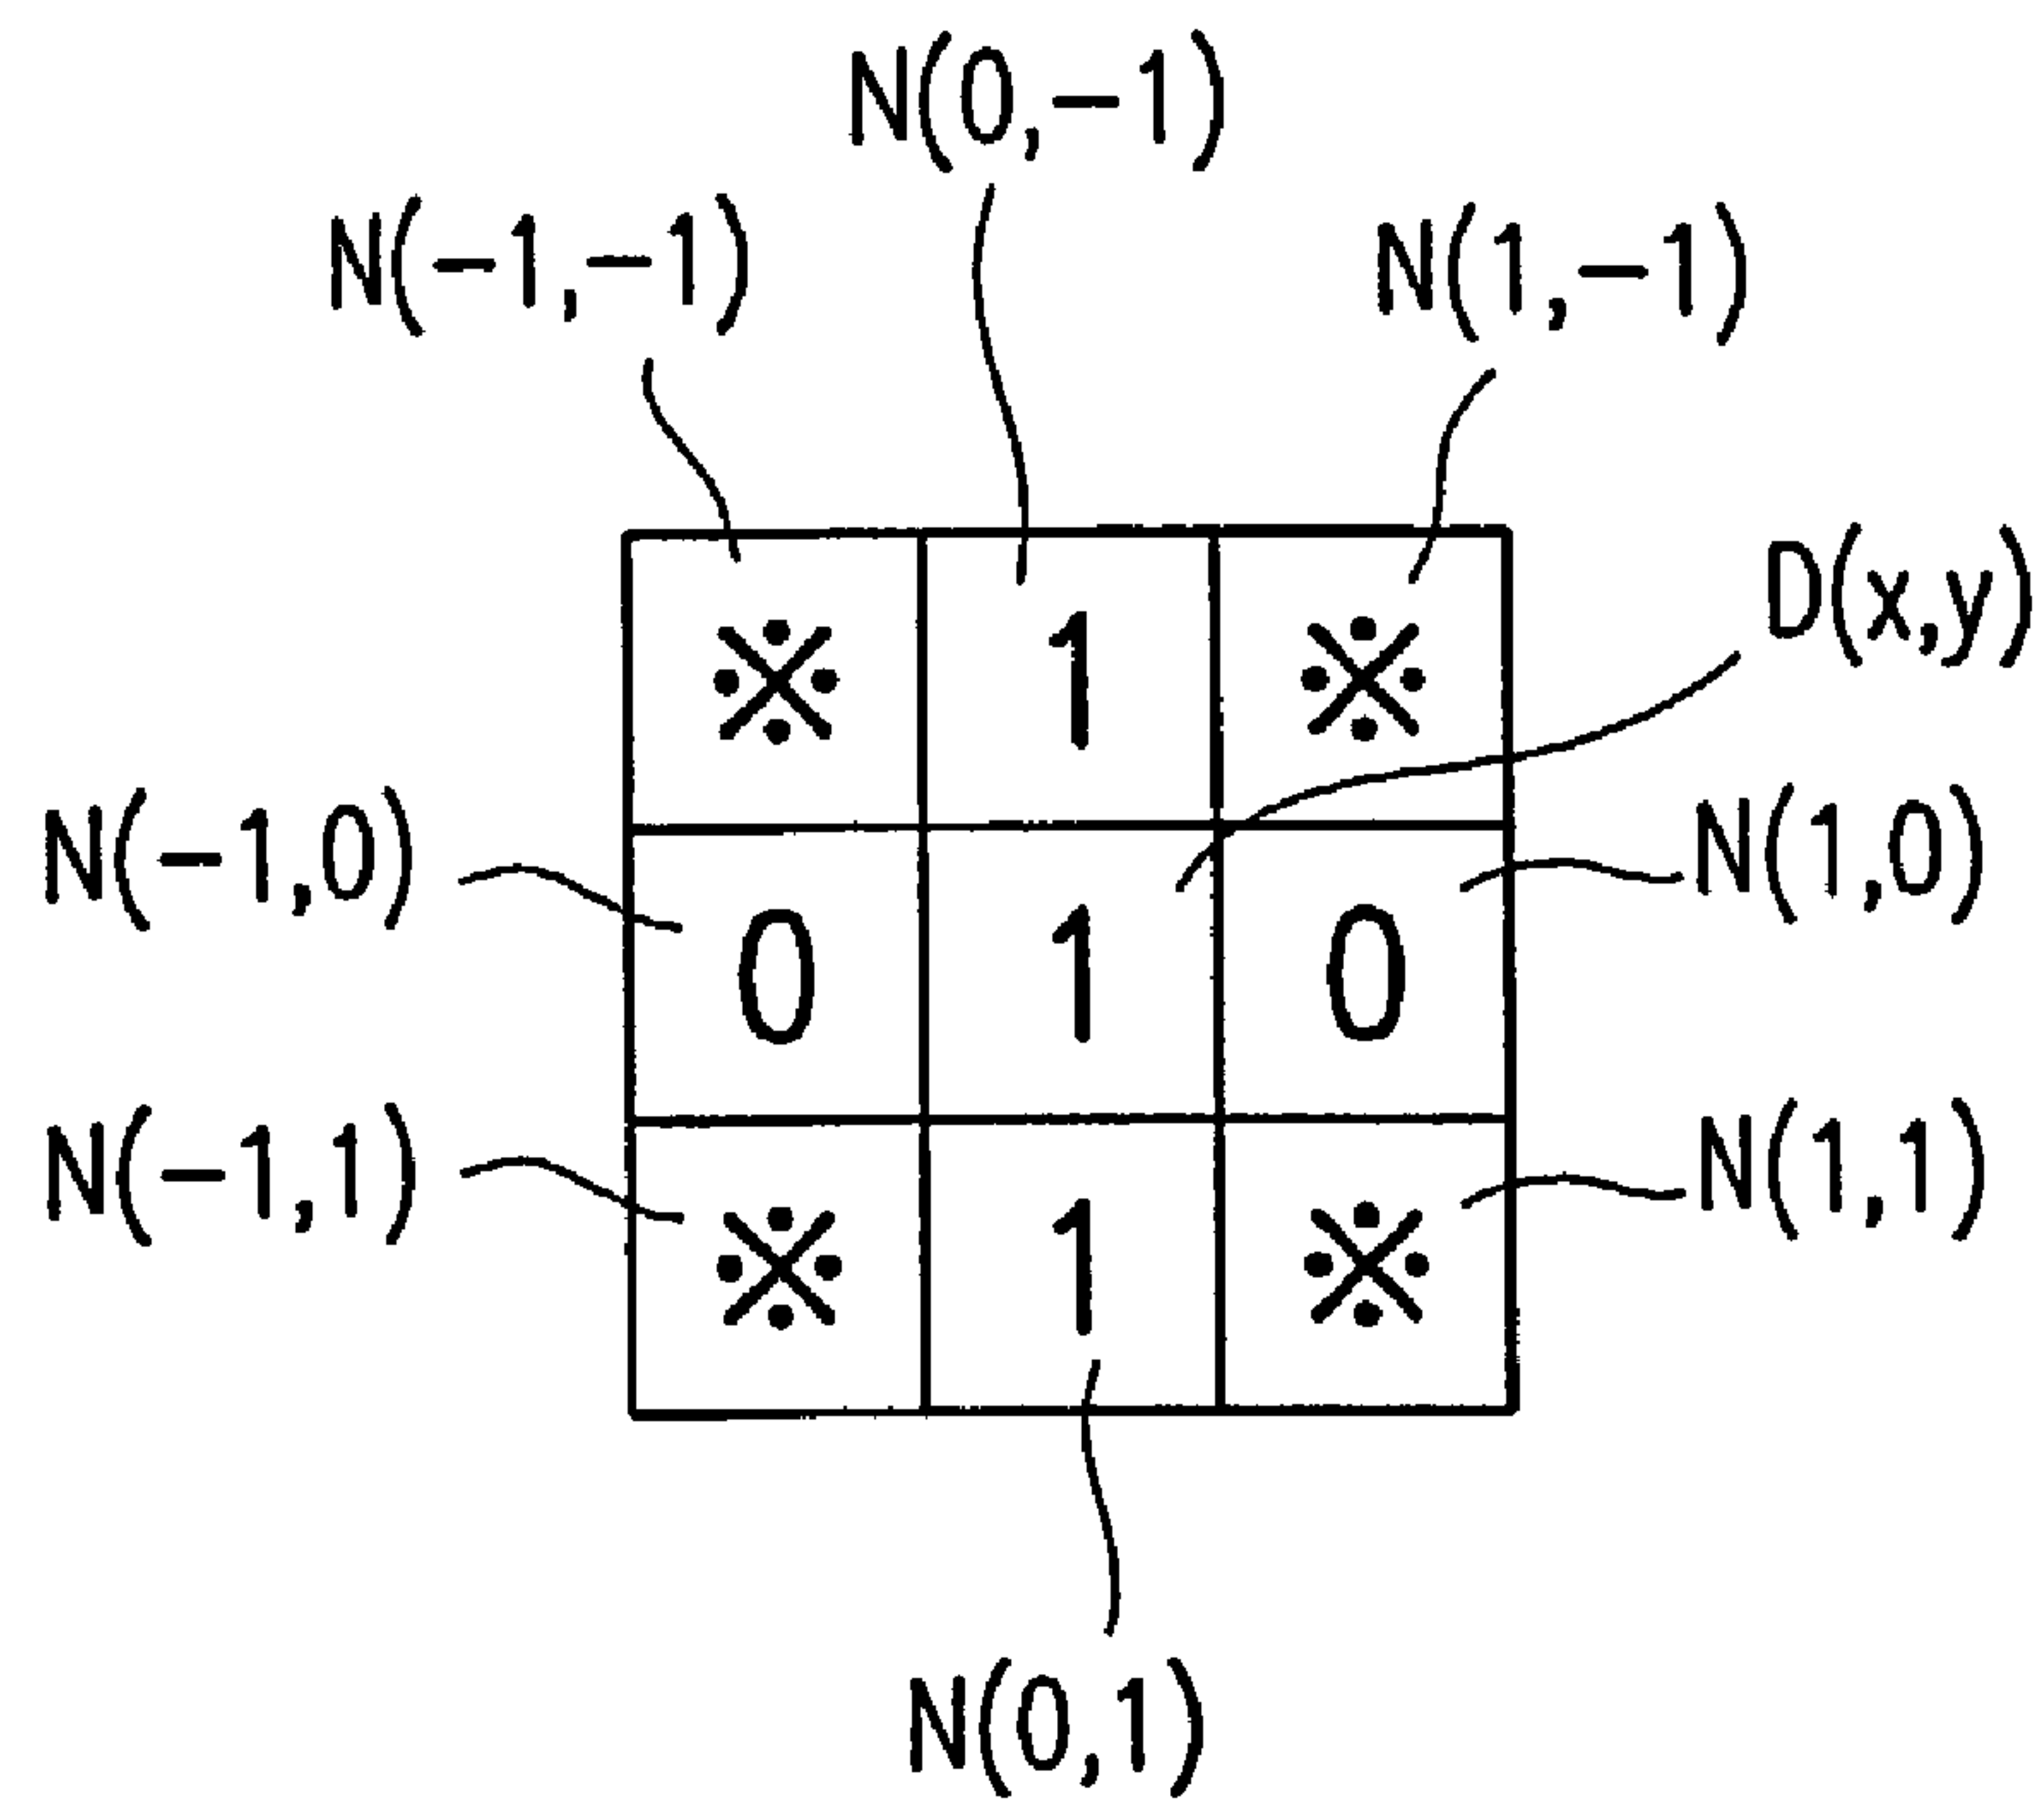 N(0,-1)
N(-1,-1)
N(1,-1)
D(x,y)
※ 1 ※
N(-1,0)
N(1,0)
0 1 0
N(-1,1)
N(1,1)
※ 1 ※
N(0,1)